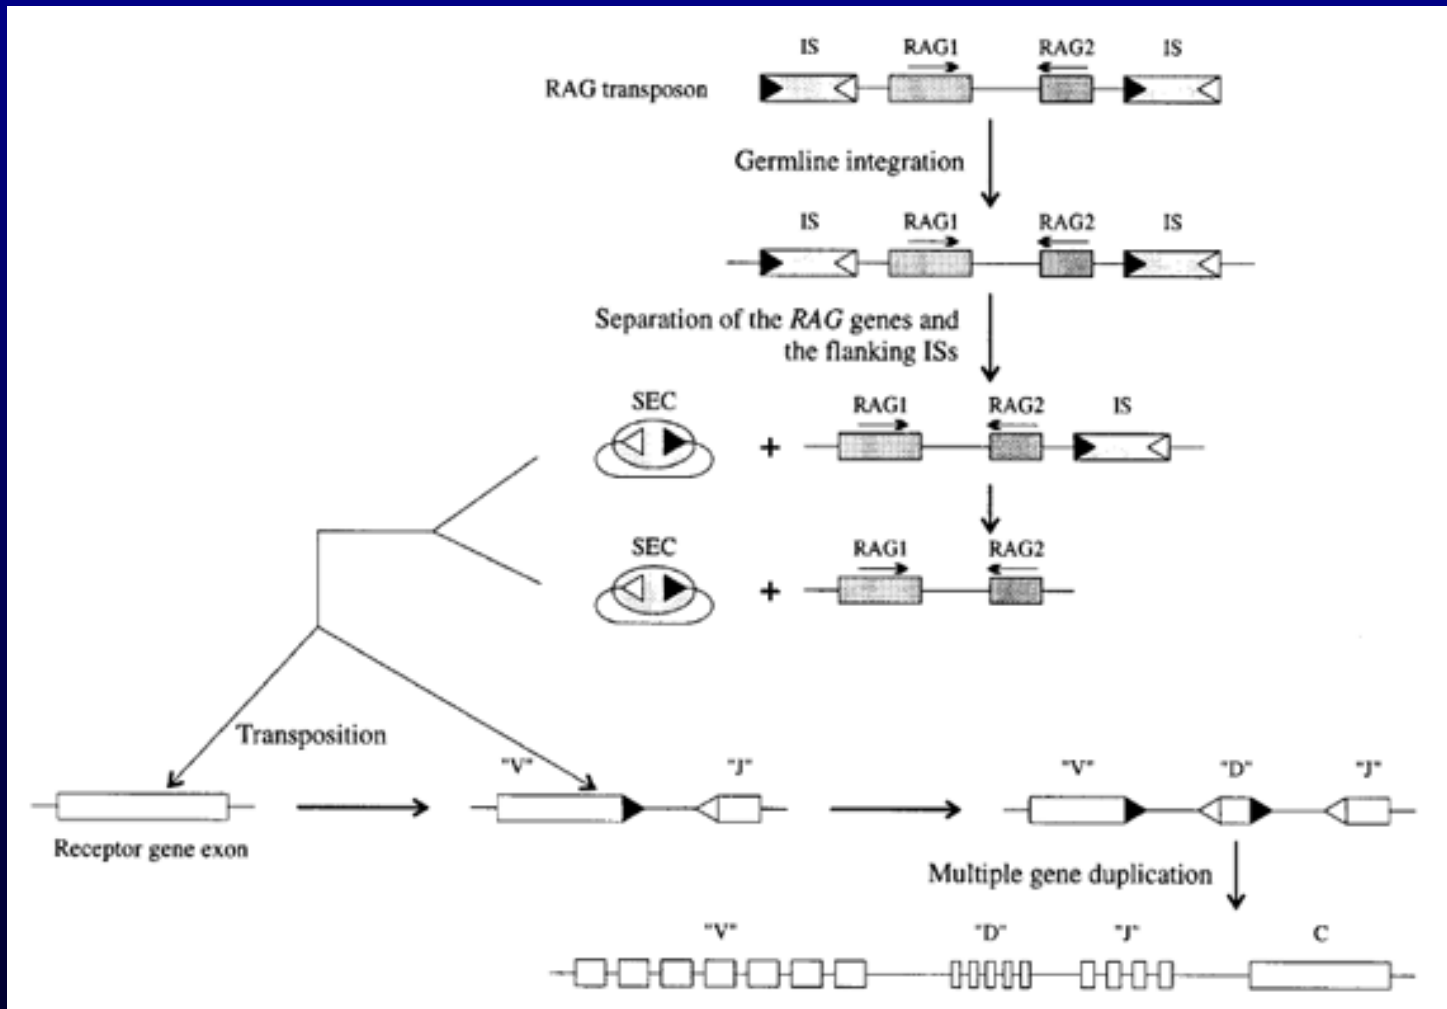 IS RAG1 RAG2 IS
RAG transposon
Germline integration
IS RAG1 RAG2 IS
Separation of the RAG genes and
the flanking ISs
SEC RAG1 RAG2 IS
+
SEC RAG1 RAG2
+
Transposition
"V" "J" "V" "D" "J"
Receptor gene exon
Multiple gene duplication
"V" "D" "J" C